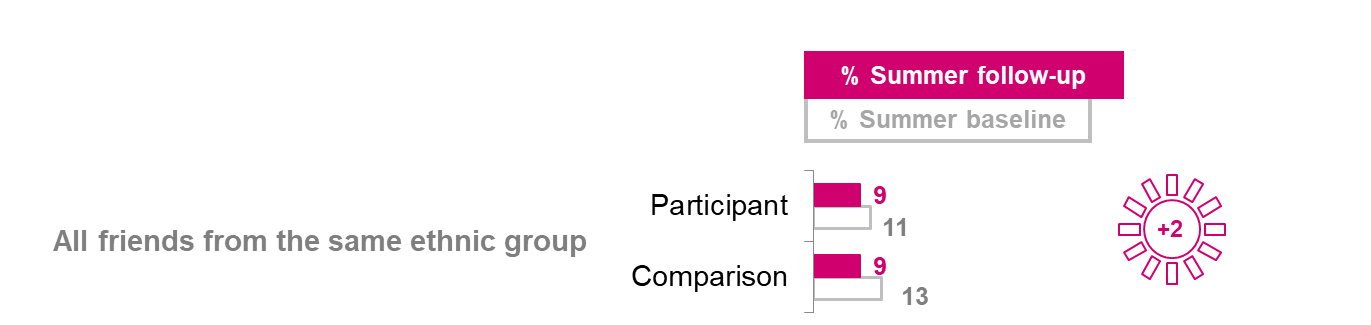 % Summer follow-up
% Summer baseline
Participant
9
11
All friends from the same ethnic group
+2
Comparison
9
13